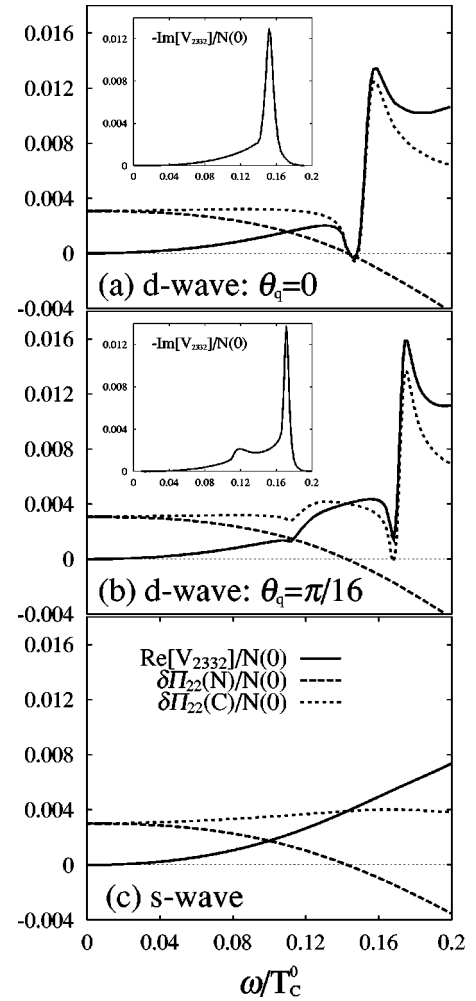 0.016
0.012
0.008
0.004
0
-0.004
0.012
0.008
0.004
0
0 0.04 0.08 0.12 0.16 0.2
-Im[V₂₃₃₂]/N(0)
(a) d-wave: θq=0
0.016
0.012
0.008
0.004
0
-0.004
0.012
0.008
0.004
0
0 0.04 0.08 0.12 0.16 0.2
-Im[V₂₃₃₂]/N(0)
(b) d-wave: θq=π/16
0.016
0.012
0.008
0.004
0
-0.004
Re[V₂₃₃₂]/N(0)
δΠ₂₂(N)/N(0)
δΠ₂₂(C)/N(0)
(c) s-wave
0 0.04 0.08 0.12 0.16 0.2
ω/T⁰C